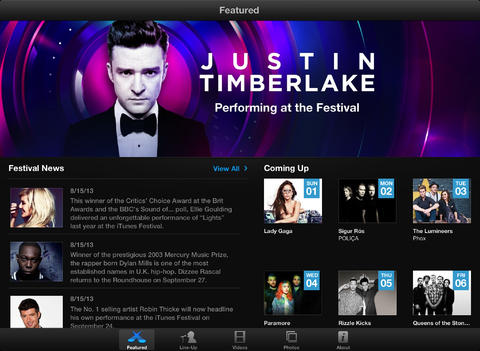 Featured
JUSTIN
TIMBERLAKE
Performing at the Festival
Festival News
View All >
8/15/13
This winner of the Critics' Choice Award at the Brit
Awards and the BBC's Sound of... poll, Ellie Goulding
delivered an unforgettable performance of "Lights"
last year at the iTunes Festival.
8/15/13
Winner of the prestigious 2003 Mercury Music Prize,
the rapper born Dylan Mills is one of the most
established names in U.K. hip-hop. Dizzee Rascal
returns to the Roundhouse on September 27.
8/15/13
The No. 1 selling artist Robin Thicke will now headline
his own performance at the iTunes Festival on
September 24.
Coming Up
SUN
01
MON
02
TUE
03
Lady Gaga
Sigur Rós
POLIÇA
The Lumineers
Phox
WED
04
THU
05
FRI
06
Paramore
Rizzle Kicks
Queens of the Ston...
Featured
Line-Up
Videos
Photos
About